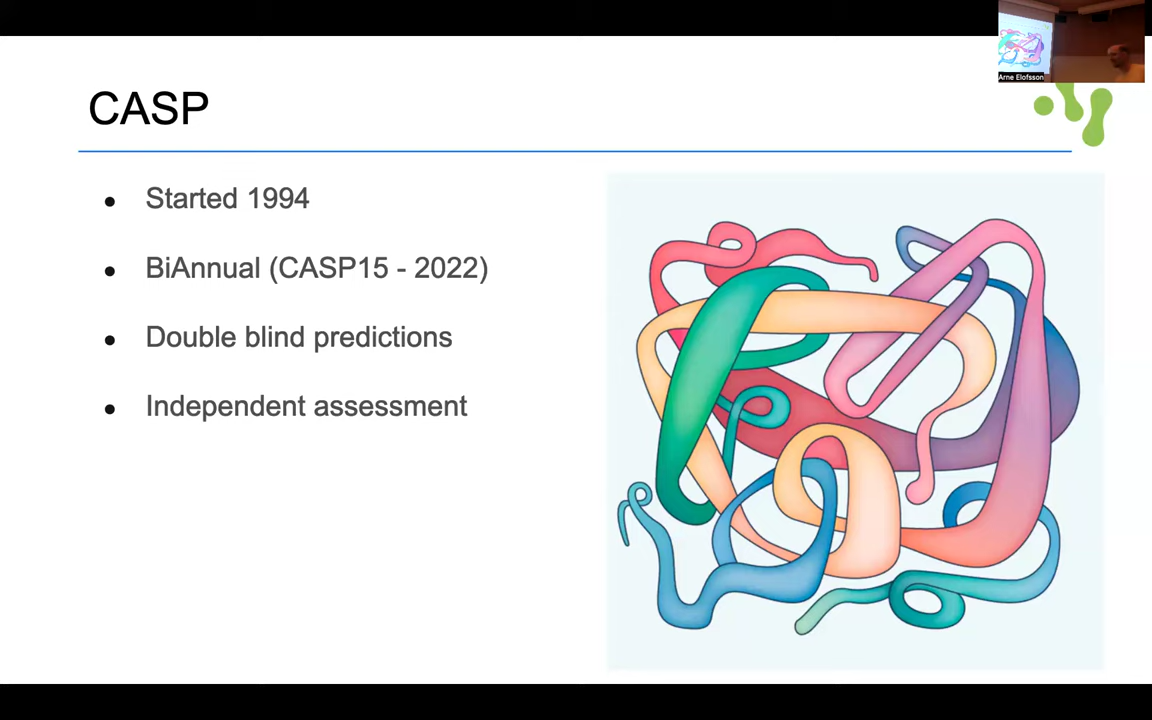 Arne Elofsson
CASP
Started 1994
BiAnnual (CASP15 - 2022)
Double blind predictions
Independent assessment